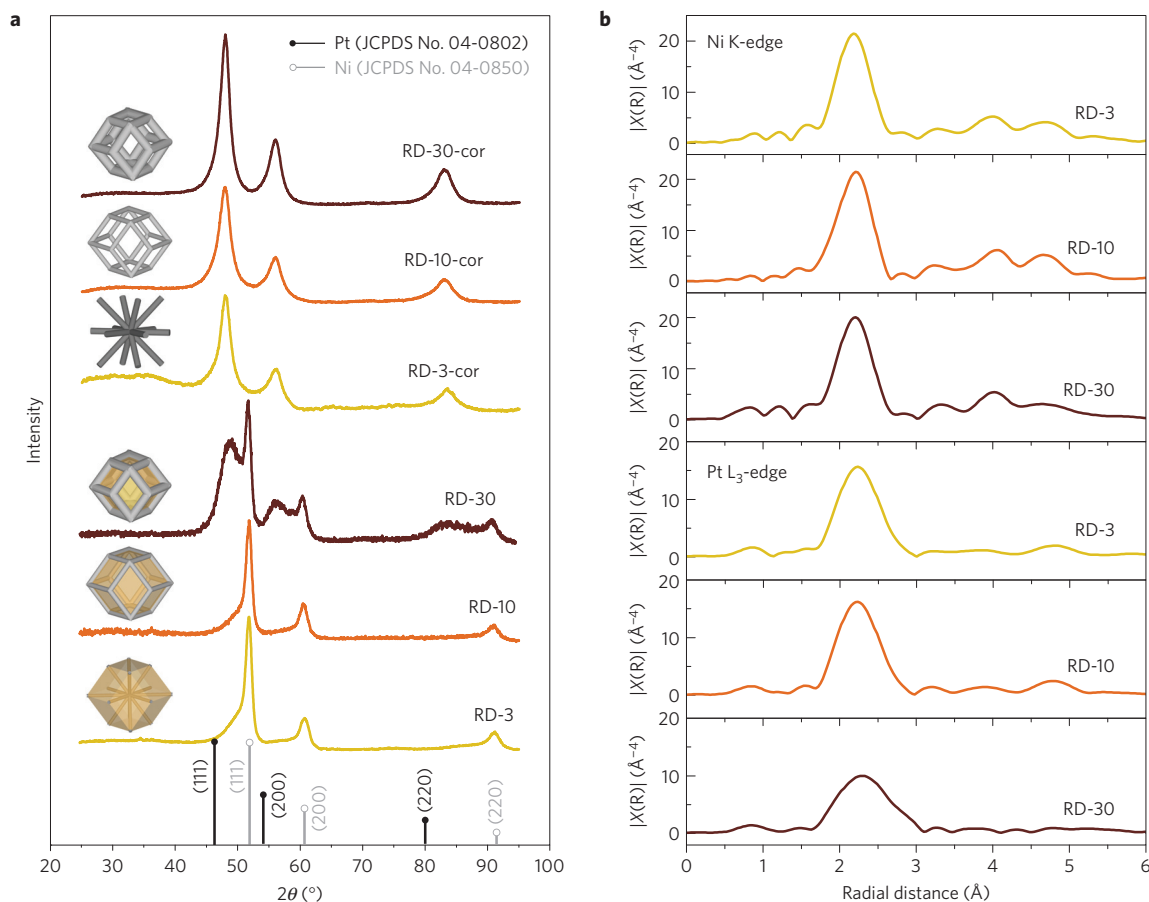 a
Pt (JCPDS No. 04-0802)
Ni (JCPDS No. 04-0850)
RD-30-cor
RD-10-cor
RD-3-cor
RD-30
RD-10
RD-3
Intensity
(111)
(111)
(200)
(200)
(220)
(220)
20 30 40 50 60 70 80 90 100
2θ (°)
b
Ni K-edge
20
10
0
|X(R)| (Å⁻⁴)
RD-3
20
10
0
|X(R)| (Å⁻⁴)
RD-10
20
10
0
|X(R)| (Å⁻⁴)
RD-30
Pt L₃-edge
20
10
0
|X(R)| (Å⁻⁴)
RD-3
20
10
0
|X(R)| (Å⁻⁴)
RD-10
20
10
0
|X(R)| (Å⁻⁴)
RD-30
0 1 2 3 4 5 6
Radial distance (Å)